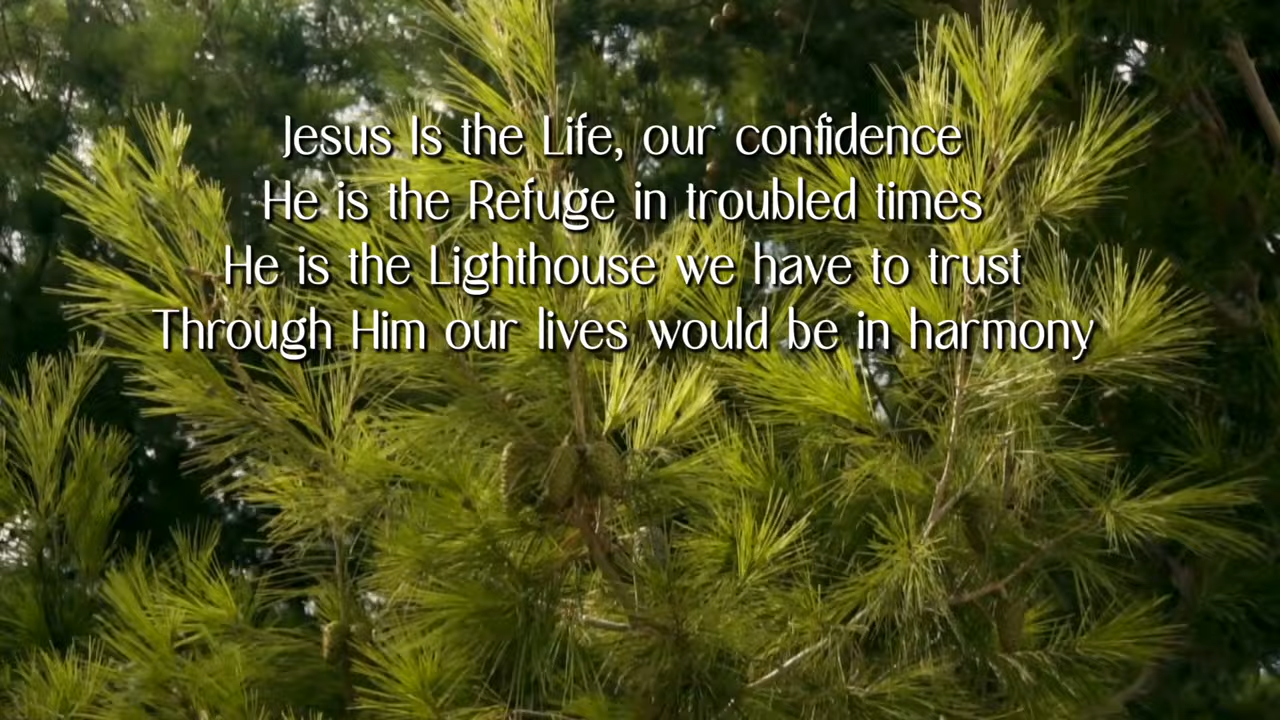 Jesus Is the Life, our confidence
He is the Refuge in troubled times
He is the Lighthouse we have to trust
Through Him our lives would be in harmony